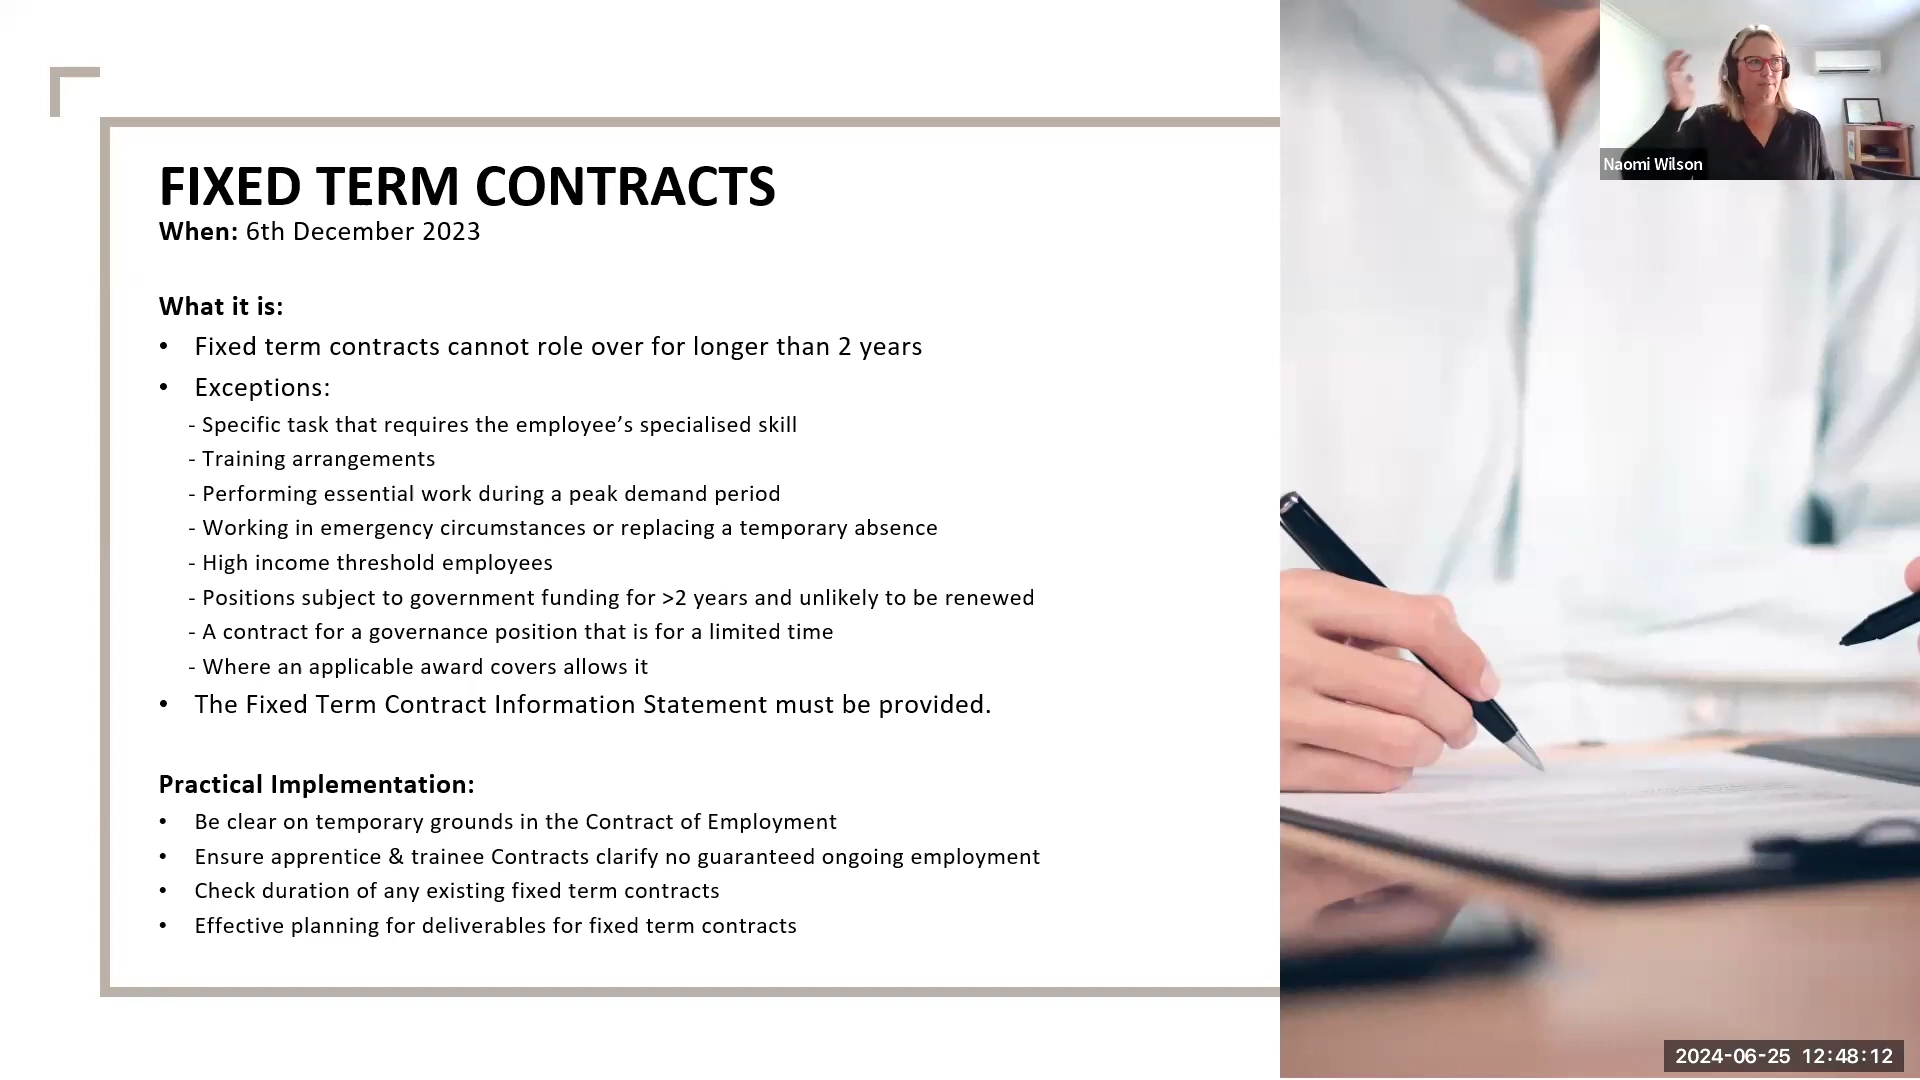 FIXED TERM CONTRACTS
When: 6th December 2023
What it is:
• Fixed term contracts cannot role over for longer than 2 years
• Exceptions:
- Specific task that requires the employee’s specialised skill
- Training arrangements
- Performing essential work during a peak demand period
- Working in emergency circumstances or replacing a temporary absence
- High income threshold employees
- Positions subject to government funding for >2 years and unlikely to be renewed
- A contract for a governance position that is for a limited time
- Where an applicable award covers allows it
• The Fixed Term Contract Information Statement must be provided.
Practical Implementation:
• Be clear on temporary grounds in the Contract of Employment
• Ensure apprentice & trainee Contracts clarify no guaranteed ongoing employment
• Check duration of any existing fixed term contracts
• Effective planning for deliverables for fixed term contracts
Naomi Wilson
2024-06-25 12:48:12